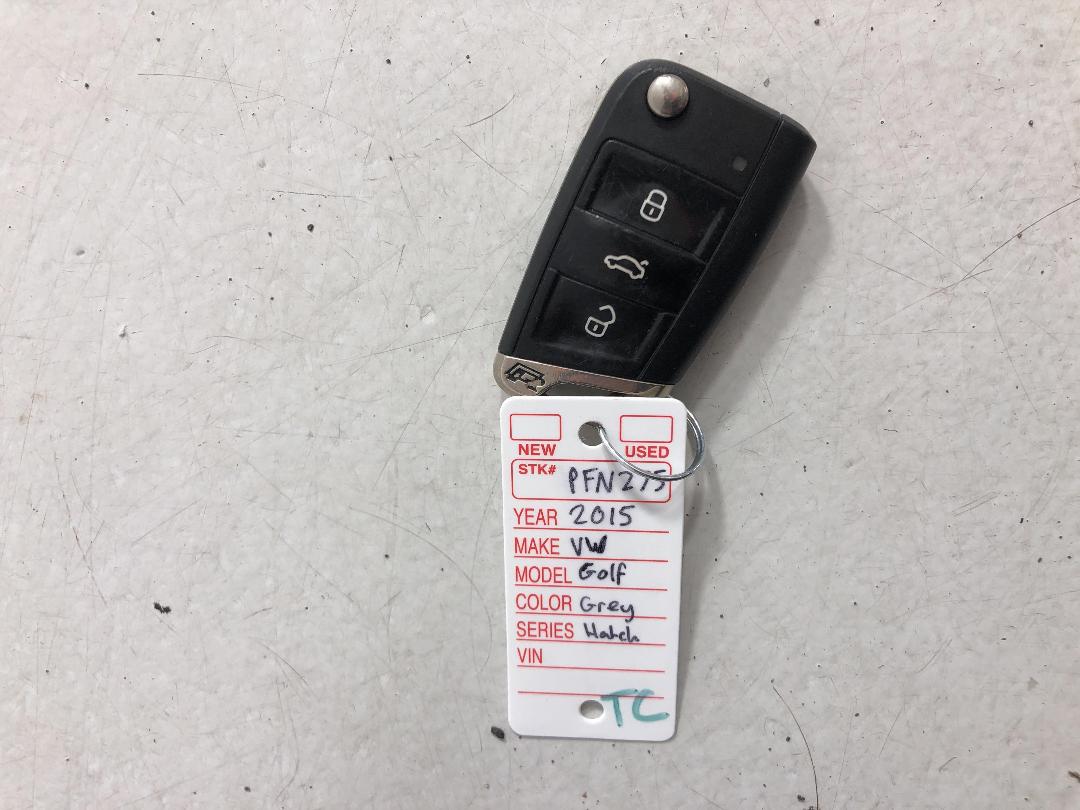 NEW USED
STK# PFN275
YEAR 2015
MAKE VW
MODEL Golf
COLOR Grey
SERIES Hatch
VIN
TC